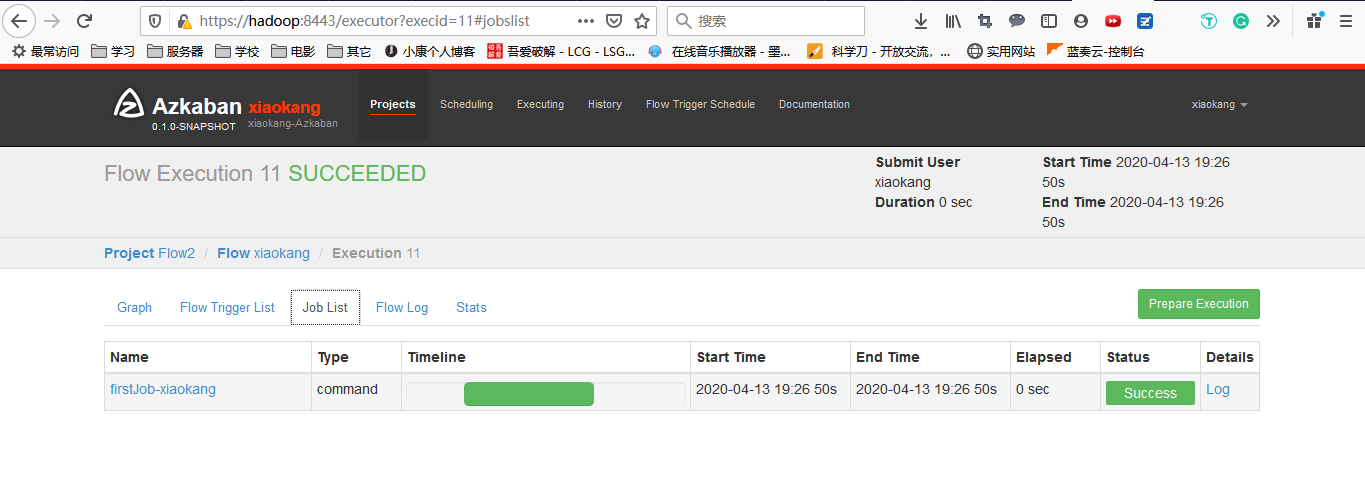 https://hadoop:8443/executor?execid=11#jobslist
搜索
最常访问 学习 服务器 学校 电影 其它 小康个人博客 吾爱破解 - LCG - LSG... 在线音乐播放器 - 墨... 科学刀 - 开放交流，... 实用网站 蓝奏云-控制台
Azkaban xiaokang
0.1.0-SNAPSHOT xiaokang-Azkaban
Projects Scheduling Executing History Flow Trigger Schedule Documentation xiaokang
Flow Execution 11 SUCCEEDED
Submit User
xiaokang
Duration 0 sec
Start Time 2020-04-13 19:26
50s
End Time 2020-04-13 19:26
50s
Project Flow2 / Flow xiaokang / Execution 11
Graph Flow Trigger List Job List Flow Log Stats Prepare Execution
Name Type Timeline Start Time End Time Elapsed Status Details
firstJob-xiaokang command 2020-04-13 19:26 50s 2020-04-13 19:26 50s 0 sec Success Log